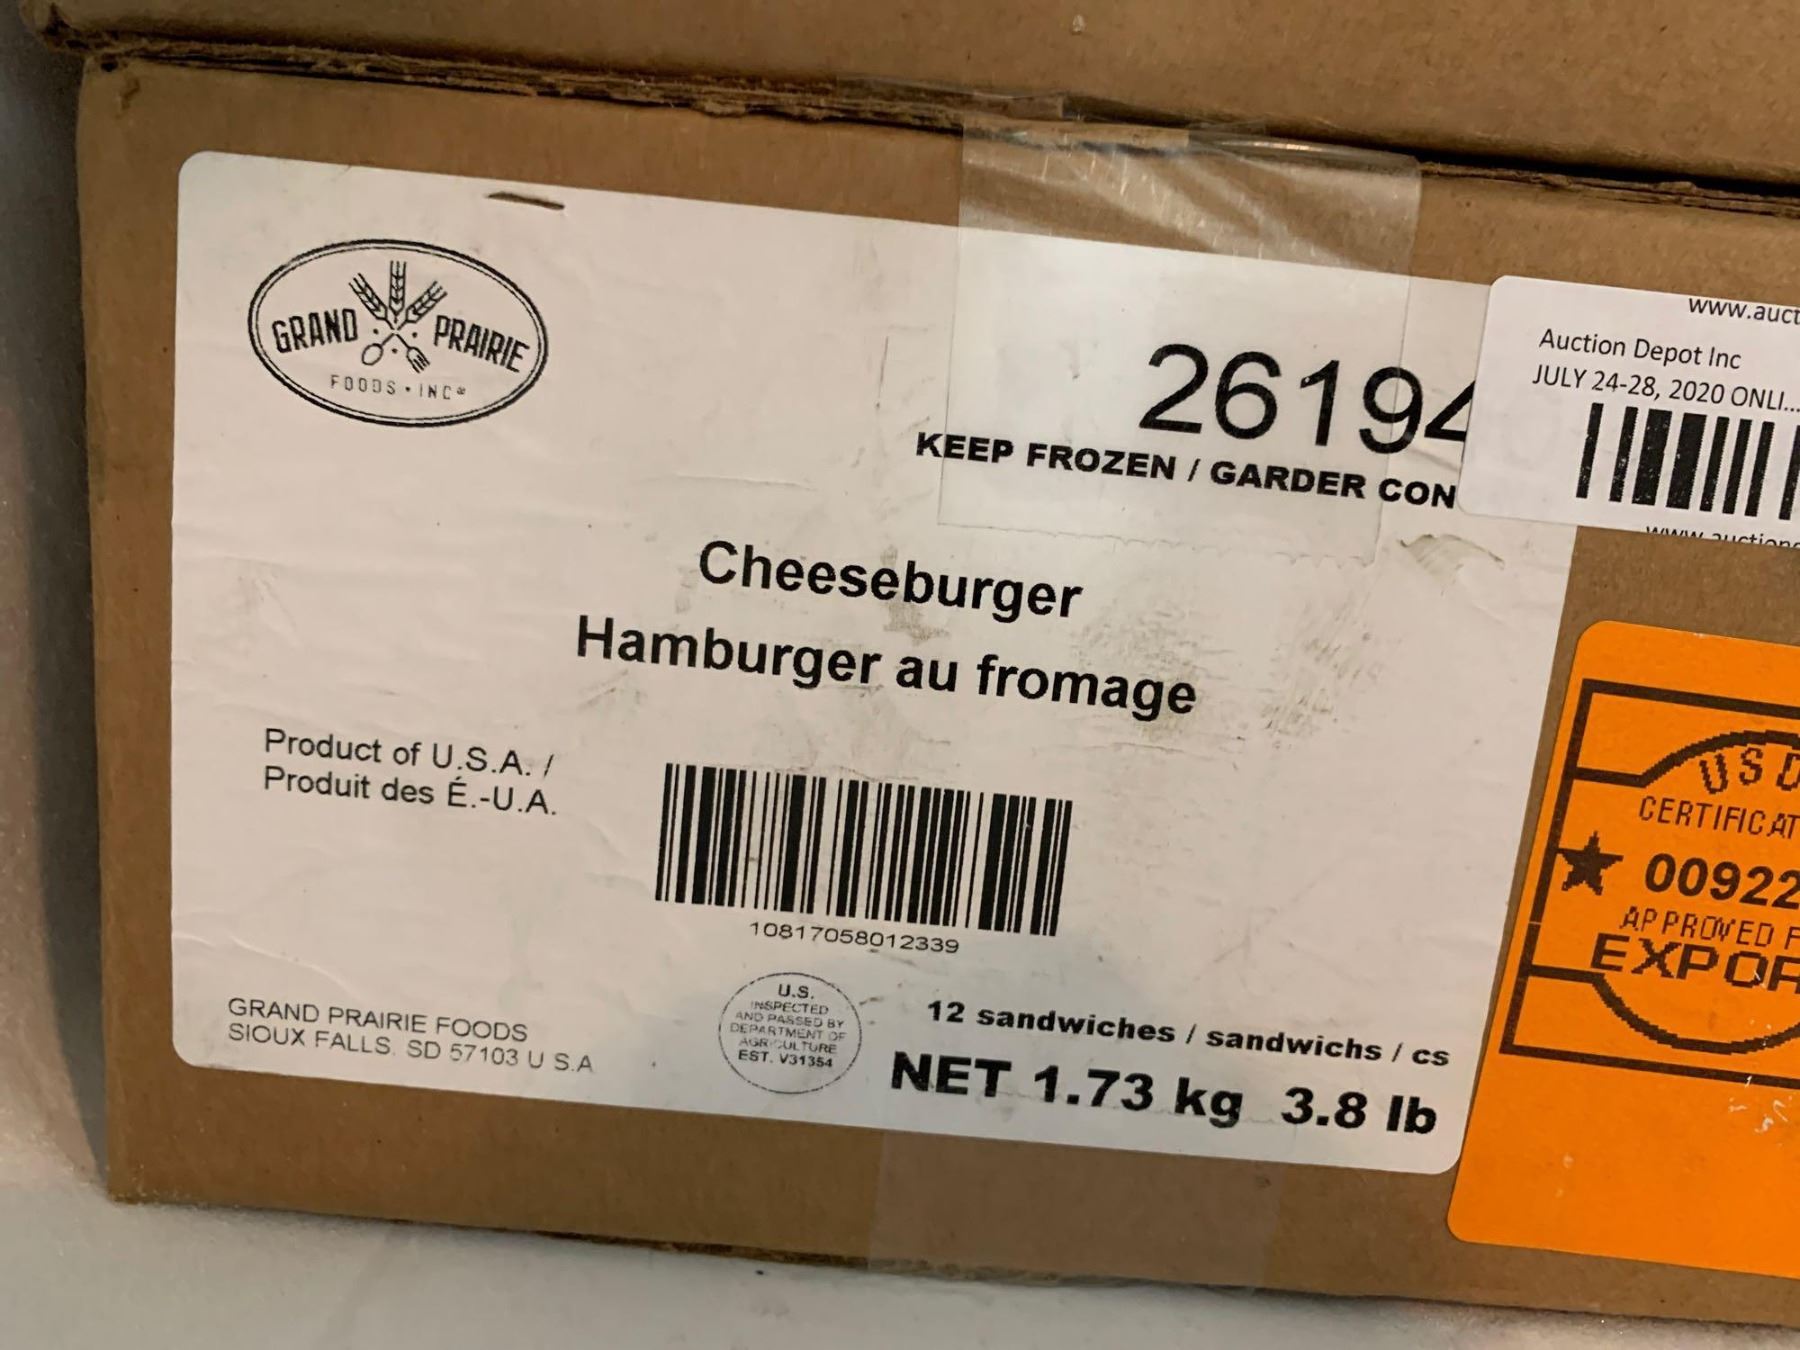 GRAND PRAIRIE
FOODS • INC
26194
KEEP FROZEN / GARDER CON
Cheeseburger
Hamburger au fromage
Product of U.S.A. /
Produit des É.-U.A.
10817058012339
GRAND PRAIRIE FOODS
SIOUX FALLS, SD 57103 U.S.A
U.S.
INSPECTED
AND PASSED BY
DEPARTMENT OF
AGRICULTURE
EST. V31354
12 sandwiches / sandwichs / cs
NET 1.73 kg 3.8 lb
www.auct
Auction Depot Inc
JULY 24-28, 2020 ONLI...
www.auction
USD
CERTIFICAT
★ 00922
APPROVED F
EXPOR